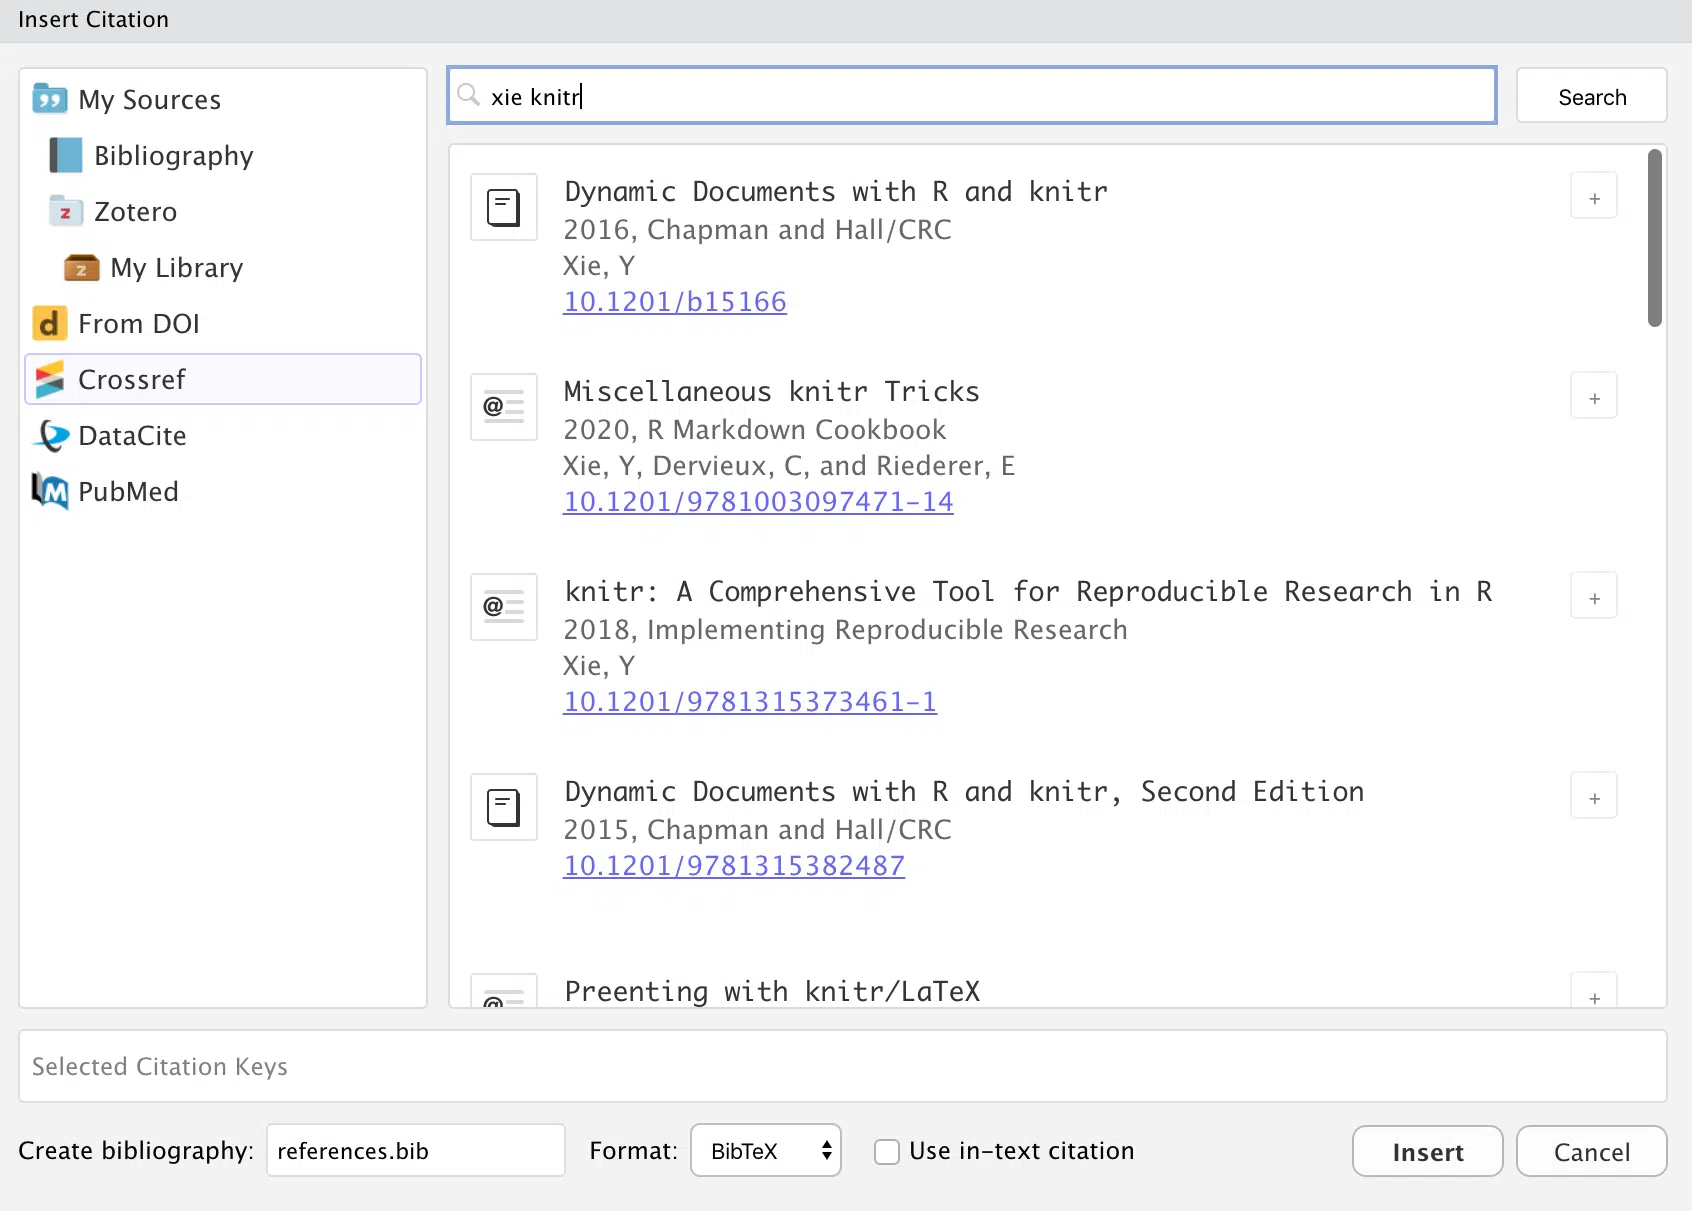 Insert Citation
My Sources
Bibliography
Zotero
My Library
From DOI
Crossref
DataCite
PubMed
xie knitr
Search
Dynamic Documents with R and knitr
2016, Chapman and Hall/CRC
Xie, Y
10.1201/b15166
+
Miscellaneous knitr Tricks
2020, R Markdown Cookbook
Xie, Y, Dervieux, C, and Riederer, E
10.1201/9781003097471-14
+
knitr: A Comprehensive Tool for Reproducible Research in R
2018, Implementing Reproducible Research
Xie, Y
10.1201/9781315373461-1
+
Dynamic Documents with R and knitr, Second Edition
2015, Chapman and Hall/CRC
10.1201/9781315382487
+
Preenting with knitr/LaTeX
+
Selected Citation Keys
Create bibliography: references.bib Format: BibTeX Use in-text citation Insert Cancel